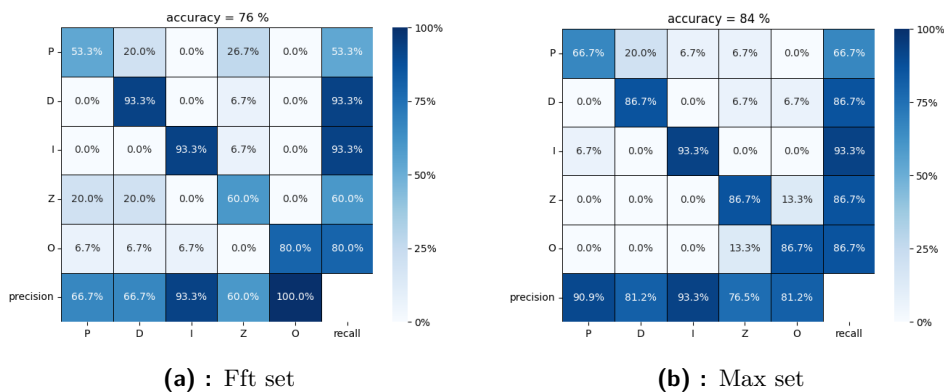 accuracy = 76 %
P 53.3% 20.0% 0.0% 26.7% 0.0% 53.3%
D 0.0% 93.3% 0.0% 6.7% 0.0% 93.3%
I 0.0% 0.0% 93.3% 6.7% 0.0% 93.3%
Z 20.0% 20.0% 0.0% 60.0% 0.0% 60.0%
O 6.7% 6.7% 6.7% 0.0% 80.0% 80.0%
precision 66.7% 66.7% 93.3% 60.0% 100.0%
P D I Z O recall
100%
75%
50%
25%
0%
(a) : Fft set
accuracy = 84 %
P 66.7% 20.0% 6.7% 6.7% 0.0% 66.7%
D 0.0% 86.7% 0.0% 6.7% 6.7% 86.7%
I 6.7% 0.0% 93.3% 0.0% 0.0% 93.3%
Z 0.0% 0.0% 0.0% 86.7% 13.3% 86.7%
O 0.0% 0.0% 0.0% 13.3% 86.7% 86.7%
precision 90.9% 81.2% 93.3% 76.5% 81.2%
P D I Z O recall
100%
75%
50%
25%
0%
(b) : Max set